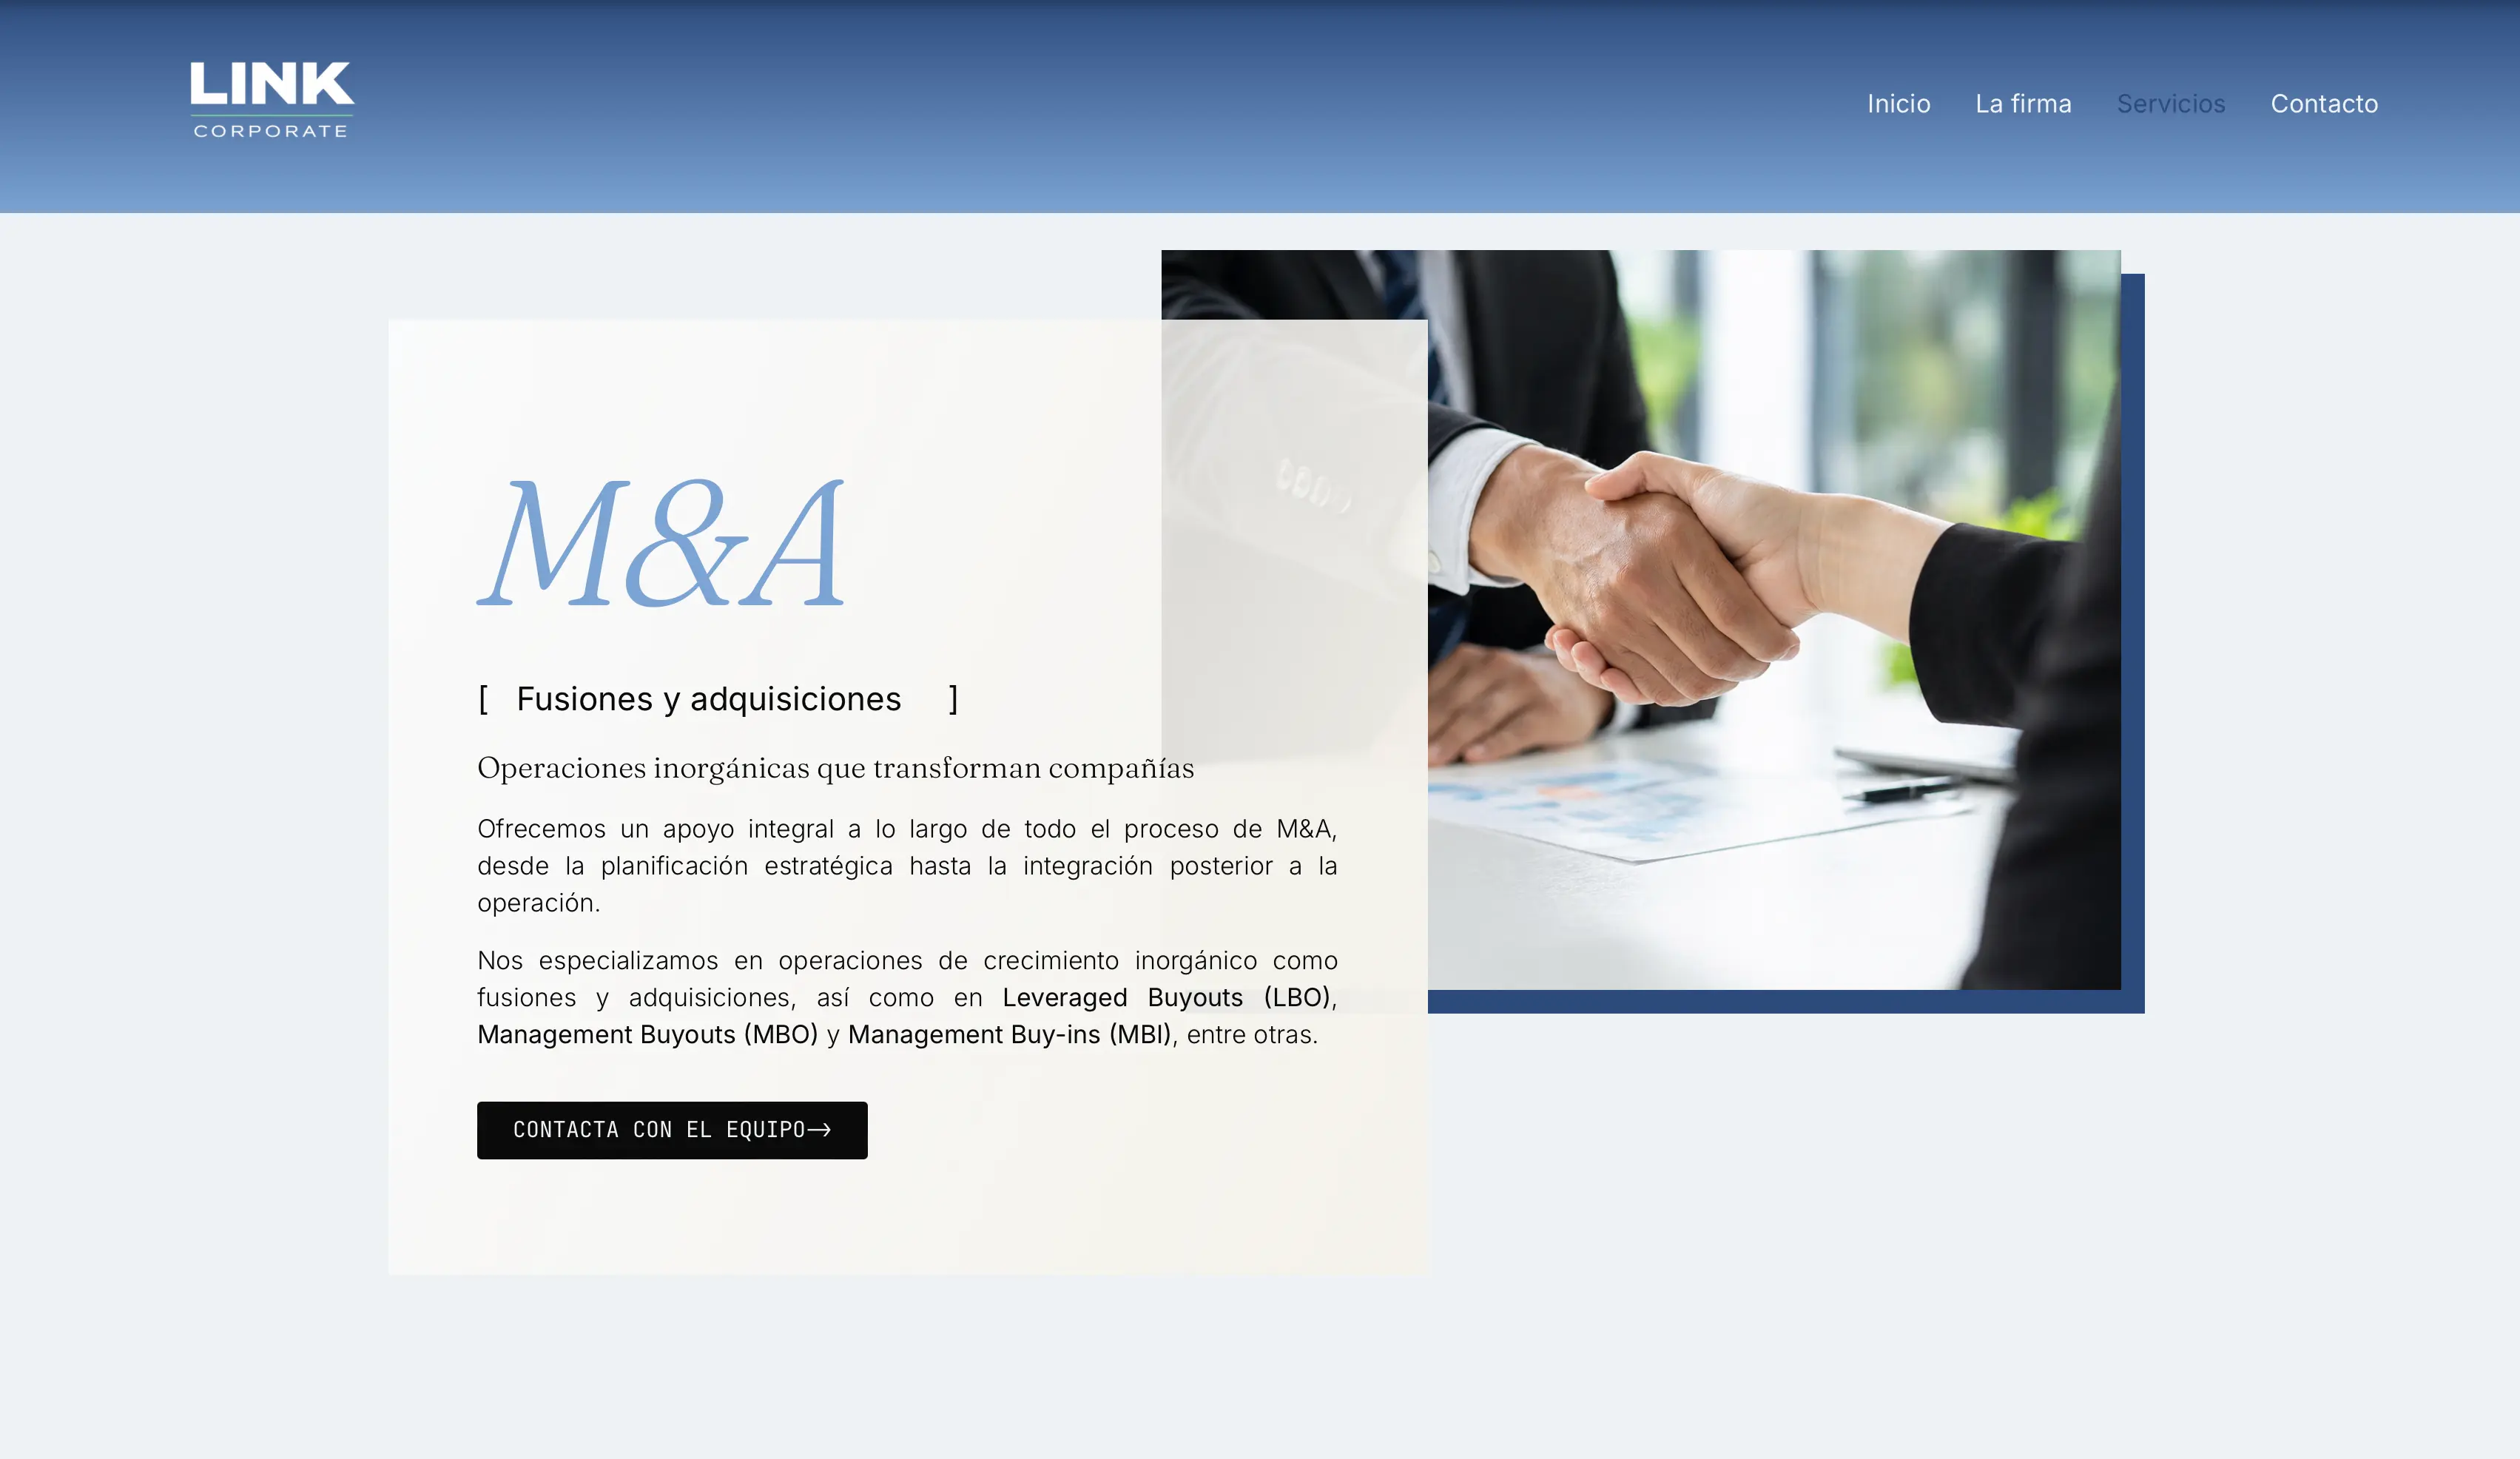 LINK
CORPORATE
Inicio La firma Servicios Contacto
M&A
[ Fusiones y adquisiciones ]
Operaciones inorgánicas que transforman compañías
Ofrecemos un apoyo integral a lo largo de todo el proceso de M&A,
desde la planificación estratégica hasta la integración posterior a la
operación.
Nos especializamos en operaciones de crecimiento inorgánico como
fusiones y adquisiciones, así como en Leveraged Buyouts (LBO),
Management Buyouts (MBO) y Management Buy-ins (MBI), entre otras.
CONTACTA CON EL EQUIPO→